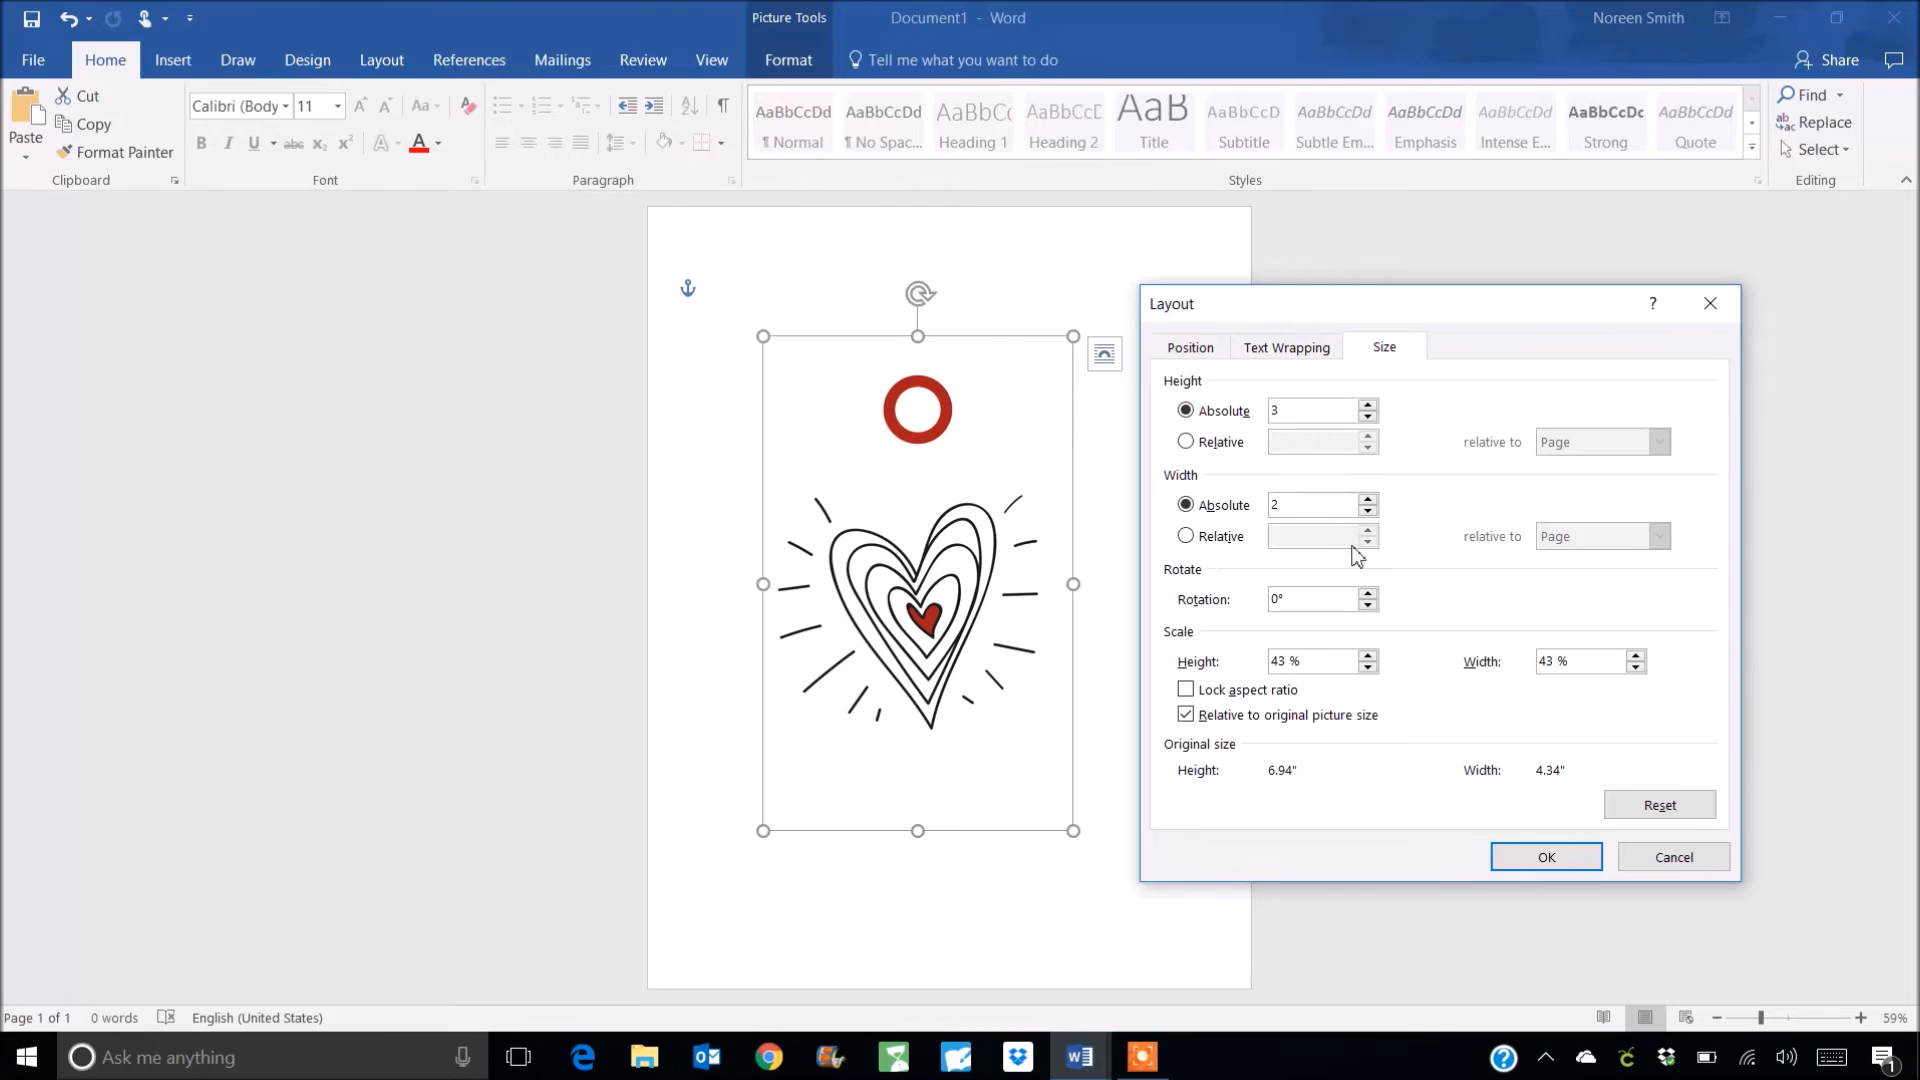 Picture Tools
Document1 - Word
Noreen Smith
File Home Insert Draw Design Layout References Mailings Review View Format Tell me what you want to do Share
Cut
Copy
Format Painter
Paste
Clipboard
Calibri (Body 11 Aa
B I U abc x₂ x² A A
Font
Paragraph
AaBbCcDd AaBbCcDd AaBbCc AaBbCcD AaB AaBbCcD AaBbCcDd AaBbCcDd AaBbCcDd AaBbCcDc AaBbCcDd
¶ Normal ¶ No Spac... Heading 1 Heading 2 Title Subtitle Subtle Em... Emphasis Intense E... Strong Quote
Styles
Find
Replace
Select
Editing
Layout ?
Position Text Wrapping Size
Height
Absolute 3
Relative relative to Page
Width
Absolute 2
Relative relative to Page
Rotate
Rotation: 0°
Scale
Height: 43 % Width: 43 %
Lock aspect ratio
Relative to original picture size
Original size
Height: 6.94" Width: 4.34"
Reset
OK Cancel
Page 1 of 1 0 words English (United States) 59%
Ask me anything
1